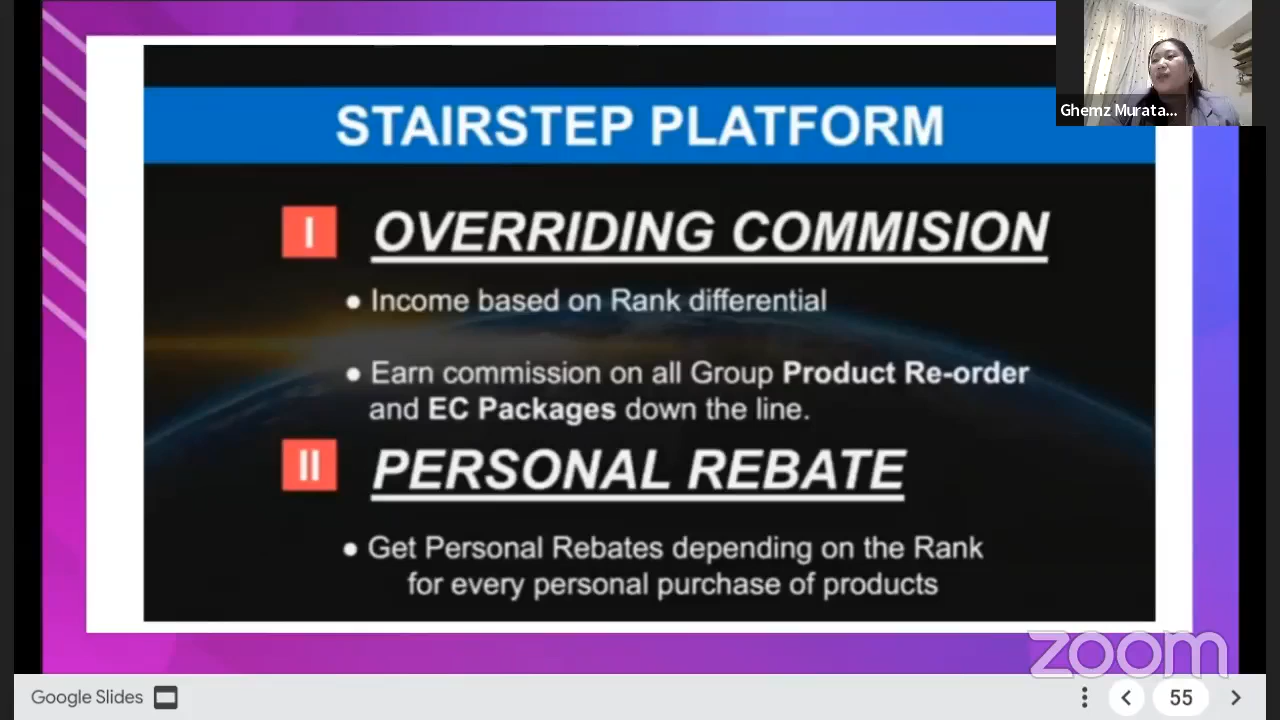 STAIRSTEP PLATFORM
Ghemz Murata...
I OVERRIDING COMMISION
● Income based on Rank differential
● Earn commission on all Group Product Re-order
and EC Packages down the line.
II PERSONAL REBATE
● Get Personal Rebates depending on the Rank
for every personal purchase of products
zoom
Google Slides
55